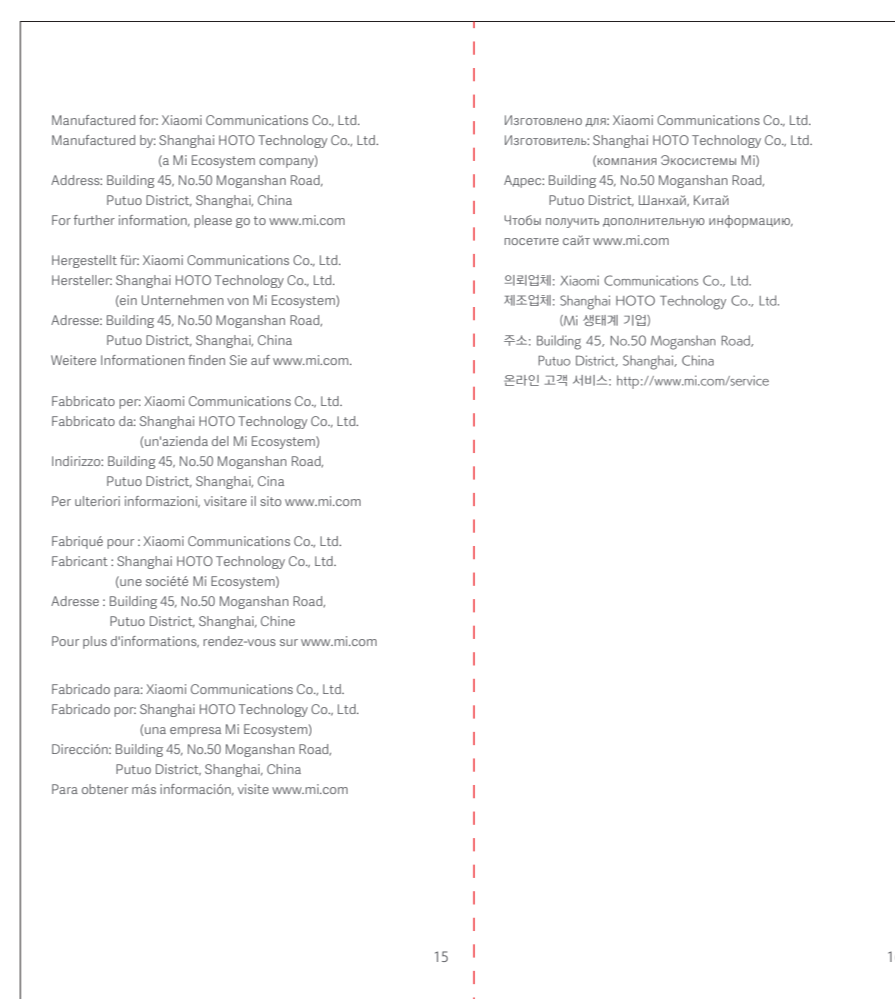 Manufactured for: Xiaomi Communications Co., Ltd.
Manufactured by: Shanghai HOTO Technology Co., Ltd.
(a Mi Ecosystem company)
Address: Building 45, No.50 Moganshan Road,
Putuo District, Shanghai, China
For further information, please go to www.mi.com
Hergestellt für: Xiaomi Communications Co., Ltd.
Hersteller: Shanghai HOTO Technology Co., Ltd.
(ein Unternehmen von Mi Ecosystem)
Adresse: Building 45, No.50 Moganshan Road,
Putuo District, Shanghai, China
Weitere Informationen finden Sie auf www.mi.com.
Fabbricato per: Xiaomi Communications Co., Ltd.
Fabbricato da: Shanghai HOTO Technology Co., Ltd.
(un'azienda del Mi Ecosystem)
Indirizzo: Building 45, No.50 Moganshan Road,
Putuo District, Shanghai, Cina
Per ulteriori informazioni, visitare il sito www.mi.com
Fabriqué pour : Xiaomi Communications Co., Ltd.
Fabricant : Shanghai HOTO Technology Co., Ltd.
(une société Mi Ecosystem)
Adresse : Building 45, No.50 Moganshan Road,
Putuo District, Shanghai, Chine
Pour plus d'informations, rendez-vous sur www.mi.com
Fabricado para: Xiaomi Communications Co., Ltd.
Fabricado por: Shanghai HOTO Technology Co., Ltd.
(una empresa Mi Ecosystem)
Dirección: Building 45, No.50 Moganshan Road,
Putuo District, Shanghai, China
Para obtener más información, visite www.mi.com
15
Изготовлено для: Xiaomi Communications Co., Ltd.
Изготовитель: Shanghai HOTO Technology Co., Ltd.
(компания Экосистемы Mi)
Адрес: Building 45, No.50 Moganshan Road,
Putuo District, Шанхай, Китай
Чтобы получить дополнительную информацию,
посетите сайт www.mi.com
의뢰업체: Xiaomi Communications Co., Ltd.
제조업체: Shanghai HOTO Technology Co., Ltd.
(Mi 생태계 기업)
주소: Building 45, No.50 Moganshan Road,
Putuo District, Shanghai, China
온라인 고객 서비스: http://www.mi.com/service